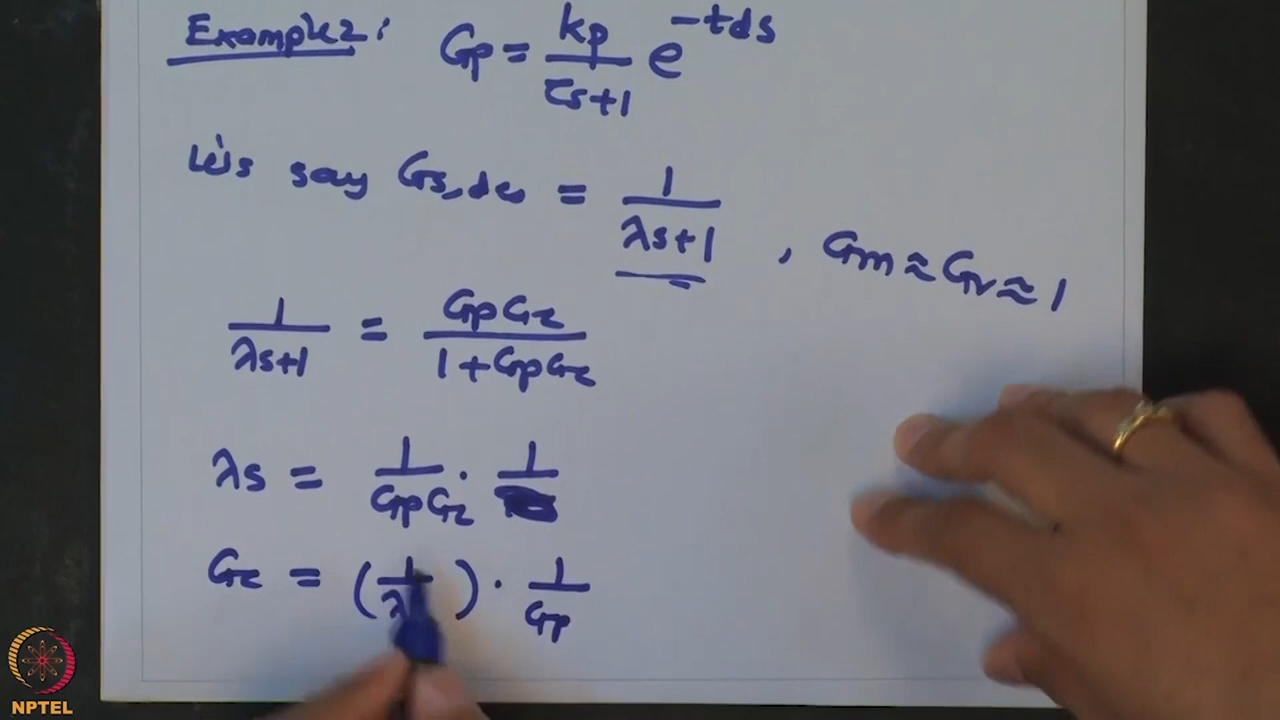 Example 2: Gp = kp / τs+1 e^-tds
Let's say Gs,des = 1 / λs+1 , Gm ≈ Gv ≈ 1
1 / λs+1 = GpGc / 1+GpGc
λs = 1 / GpGc · 1
Gc = (1 / λ ) · 1 / Gp
NPTEL